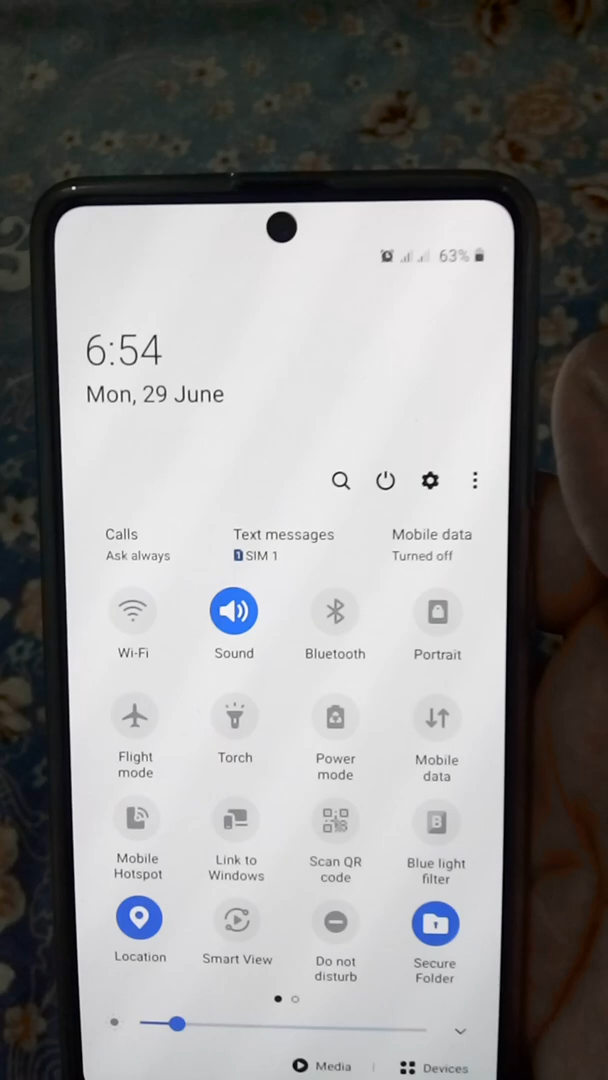 63%
6:54
Mon, 29 June
Calls Text messages Mobile data
Ask always 1 SIM 1 Turned off
Wi-Fi Sound Bluetooth Portrait
Flight mode
Torch
Power mode
Mobile data
Mobile Hotspot
Link to Windows
Scan QR code
B
Blue light filter
Location
Smart View
Do not disturb
Secure Folder
Media | Devices